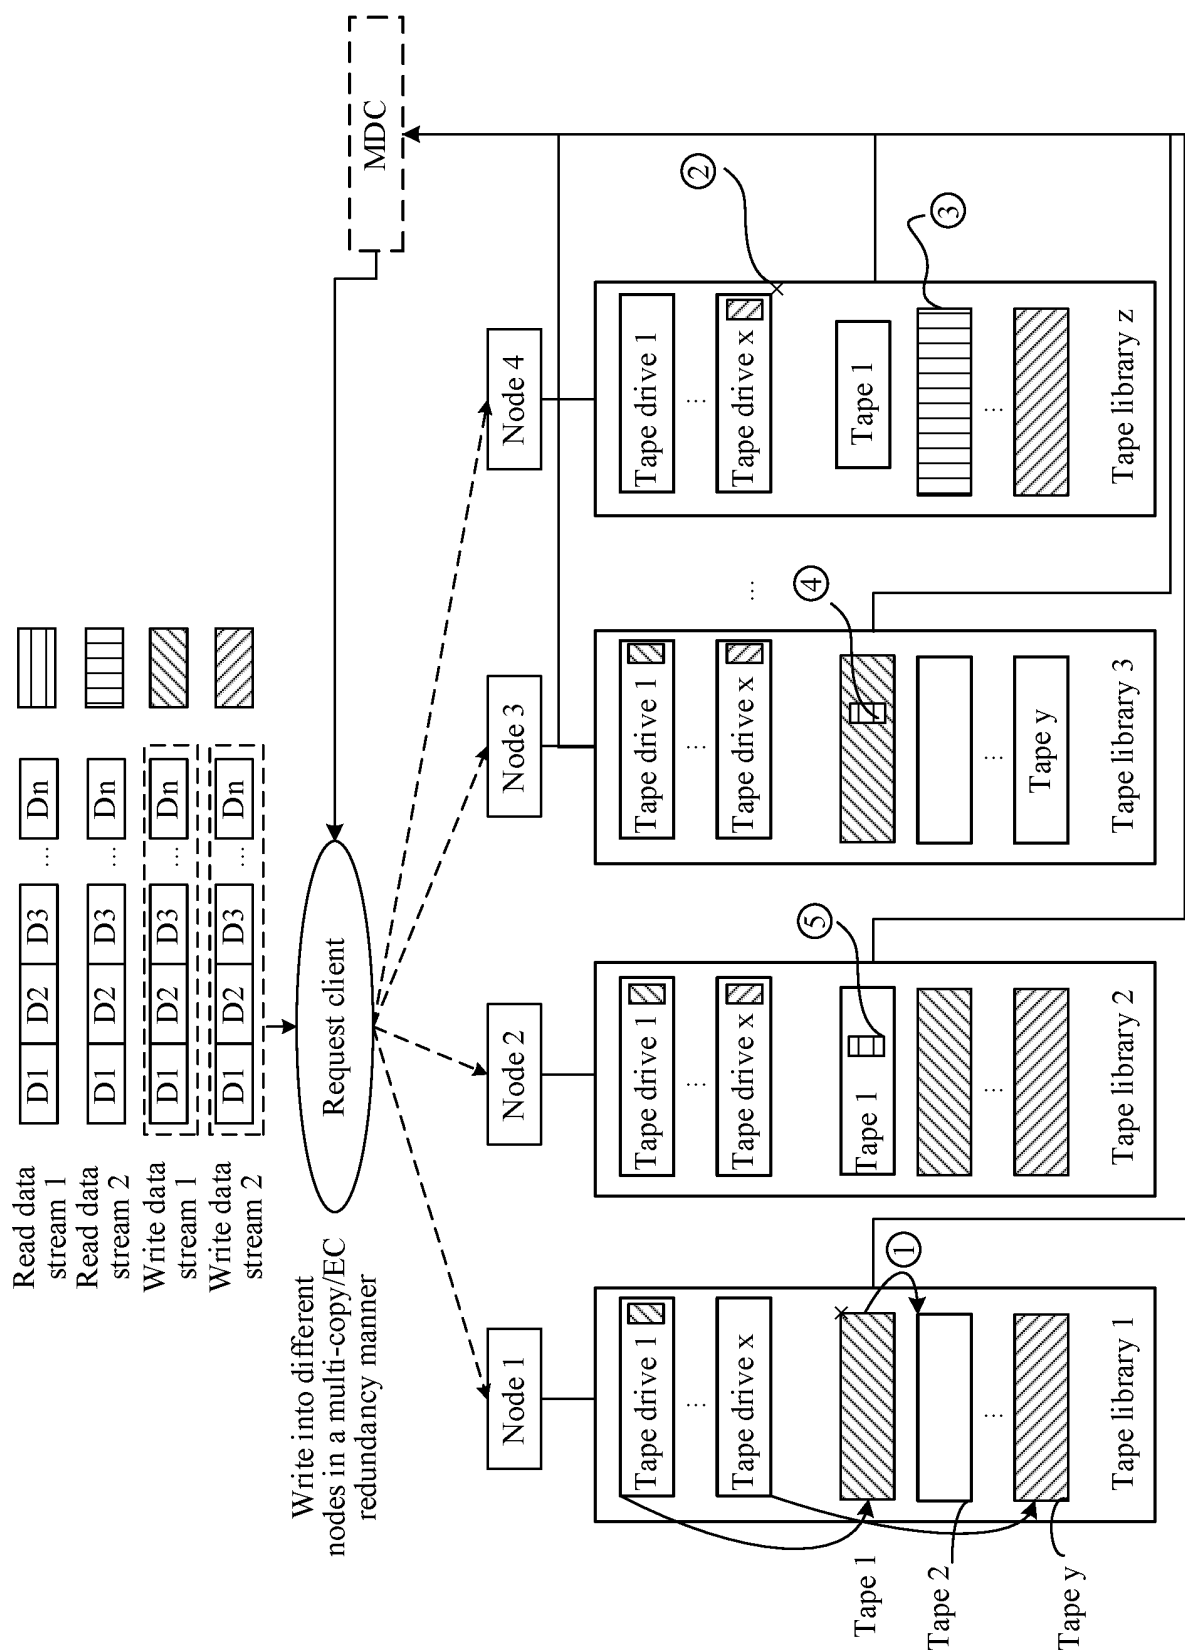 Read data
stream 1
D1 D2 D3 ... Dn
Read data
stream 2
D1 D2 D3 ... Dn
Write data
stream 1
D1 D2 D3 ... Dn
Write data
stream 2
D1 D2 D3 ... Dn
Write into different
nodes in a multi-copy/EC
redundancy manner
Request client
MDC
Node 1
Node 2
Node 3
Node 4
Tape drive 1
...
Tape drive x
①
Tape 1
Tape 2
...
Tape y
Tape library 1
Tape drive 1
...
Tape drive x
⑤
Tape 1
...
Tape library 2
Tape drive 1
...
Tape drive x
④
...
Tape y
Tape library 3
...
Tape drive 1
...
Tape drive x
②
Tape 1
③
...
Tape library z